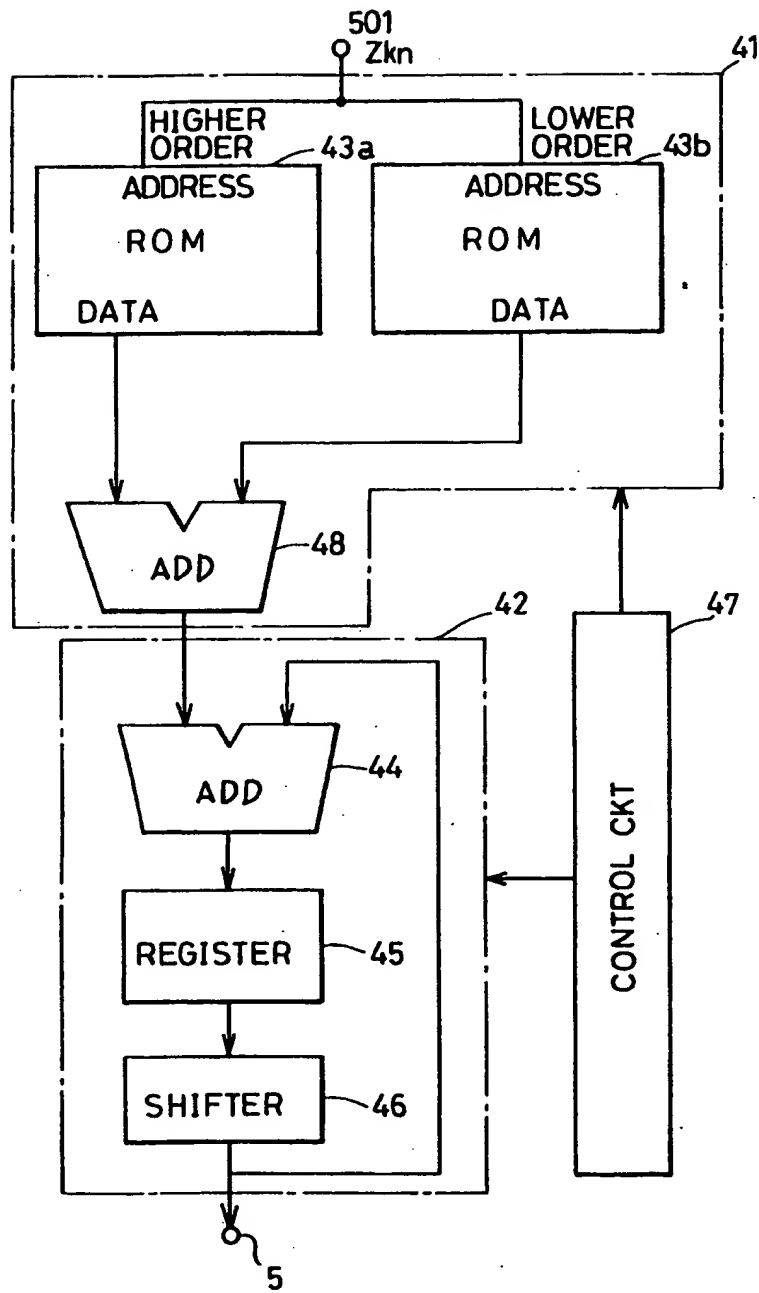 501
Zkn
41
HIGHER
ORDER
LOWER
ORDER
43a
43b
ADDRESS
ROM
DATA
ADDRESS
ROM
DATA
ADD
48
42
47
ADD
44
REGISTER
45
SHIFTER
46
CONTROL CKT
5